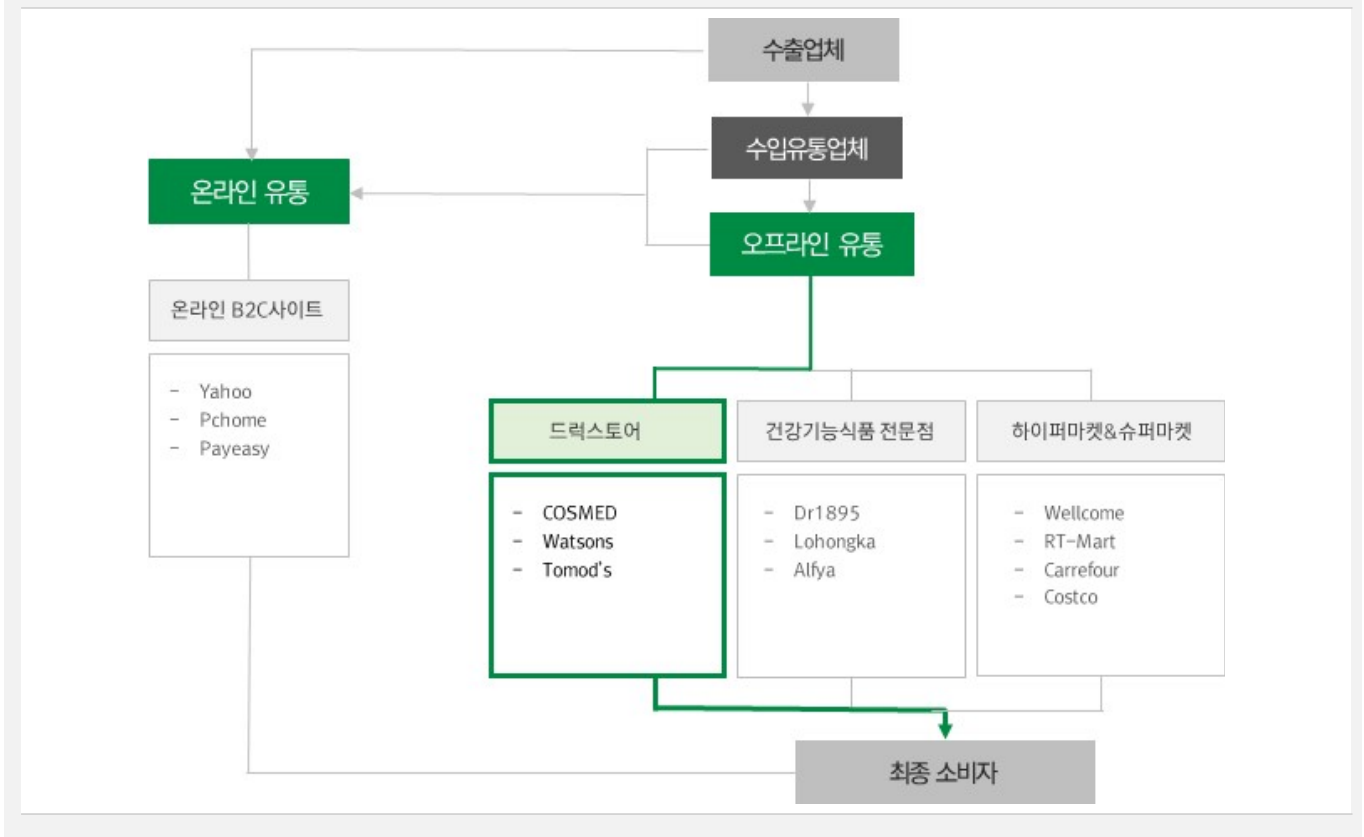 수출업체
수입유통업체
온라인 유통
오프라인 유통
온라인 B2C사이트
- Yahoo
- Pchome
- Payeasy
드럭스토어
- COSMED
- Watsons
- Tomod's
건강기능식품 전문점
- Dr1895
- Lohongka
- Alfya
하이퍼마켓&슈퍼마켓
- Wellcome
- RT-Mart
- Carrefour
- Costco
최종 소비자